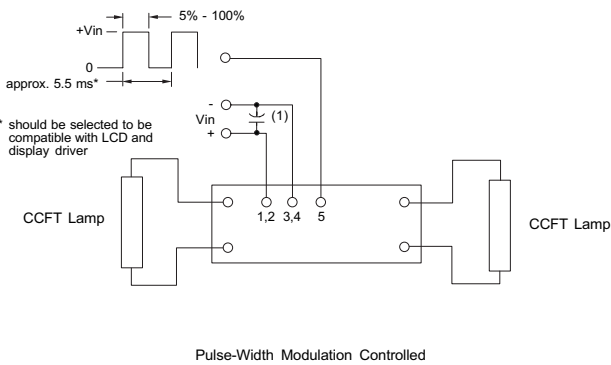 5% - 100%
+Vin
0
approx. 5.5 ms*
* should be selected to be
compatible with LCD and
display driver
-
Vin
+
(1)
1,2 3,4 5
CCFT Lamp
CCFT Lamp
Pulse-Width Modulation Controlled